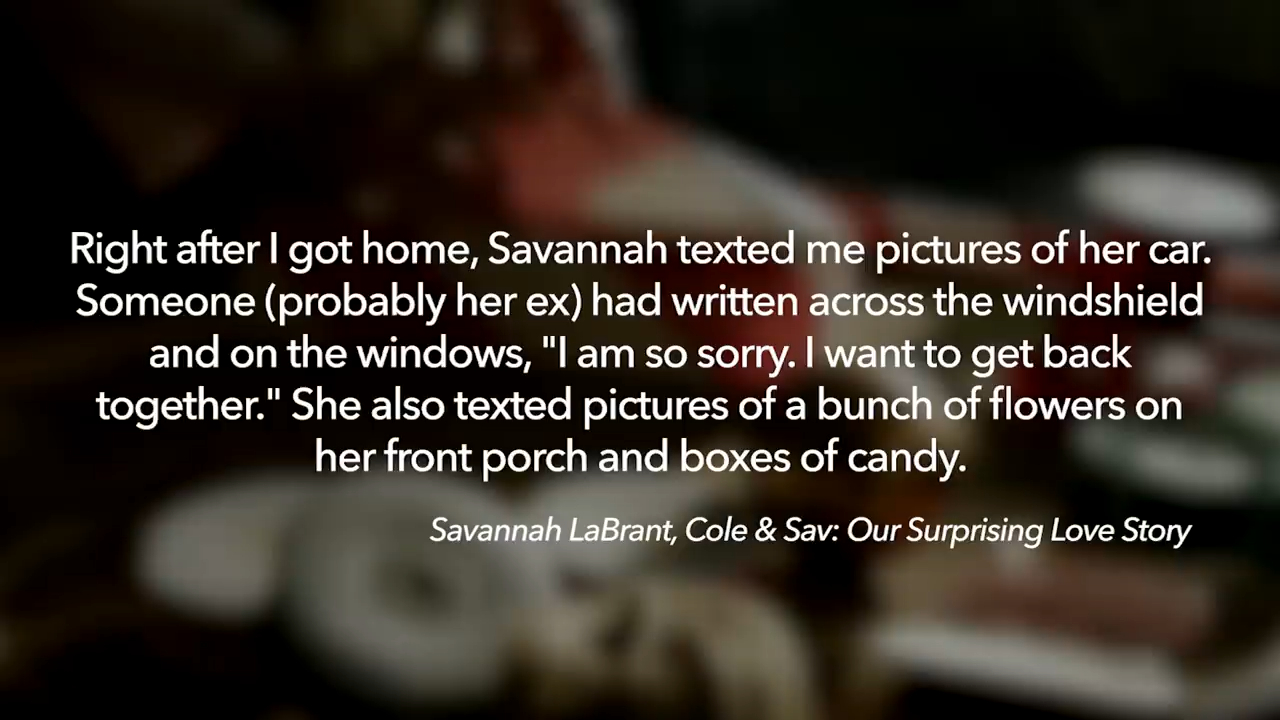 Right after I got home, Savannah texted me pictures of her car.
Someone (probably her ex) had written across the windshield
and on the windows, "I am so sorry. I want to get back
together." She also texted pictures of a bunch of flowers on
her front porch and boxes of candy.
Savannah LaBrant, Cole & Sav: Our Surprising Love Story